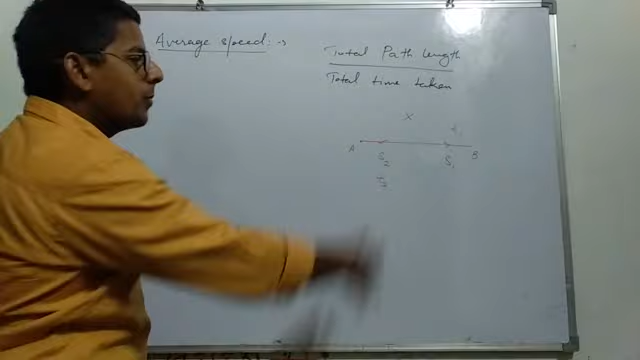 Average speed :->
Total Path length
Total time taken
X
A
B
S2
S1